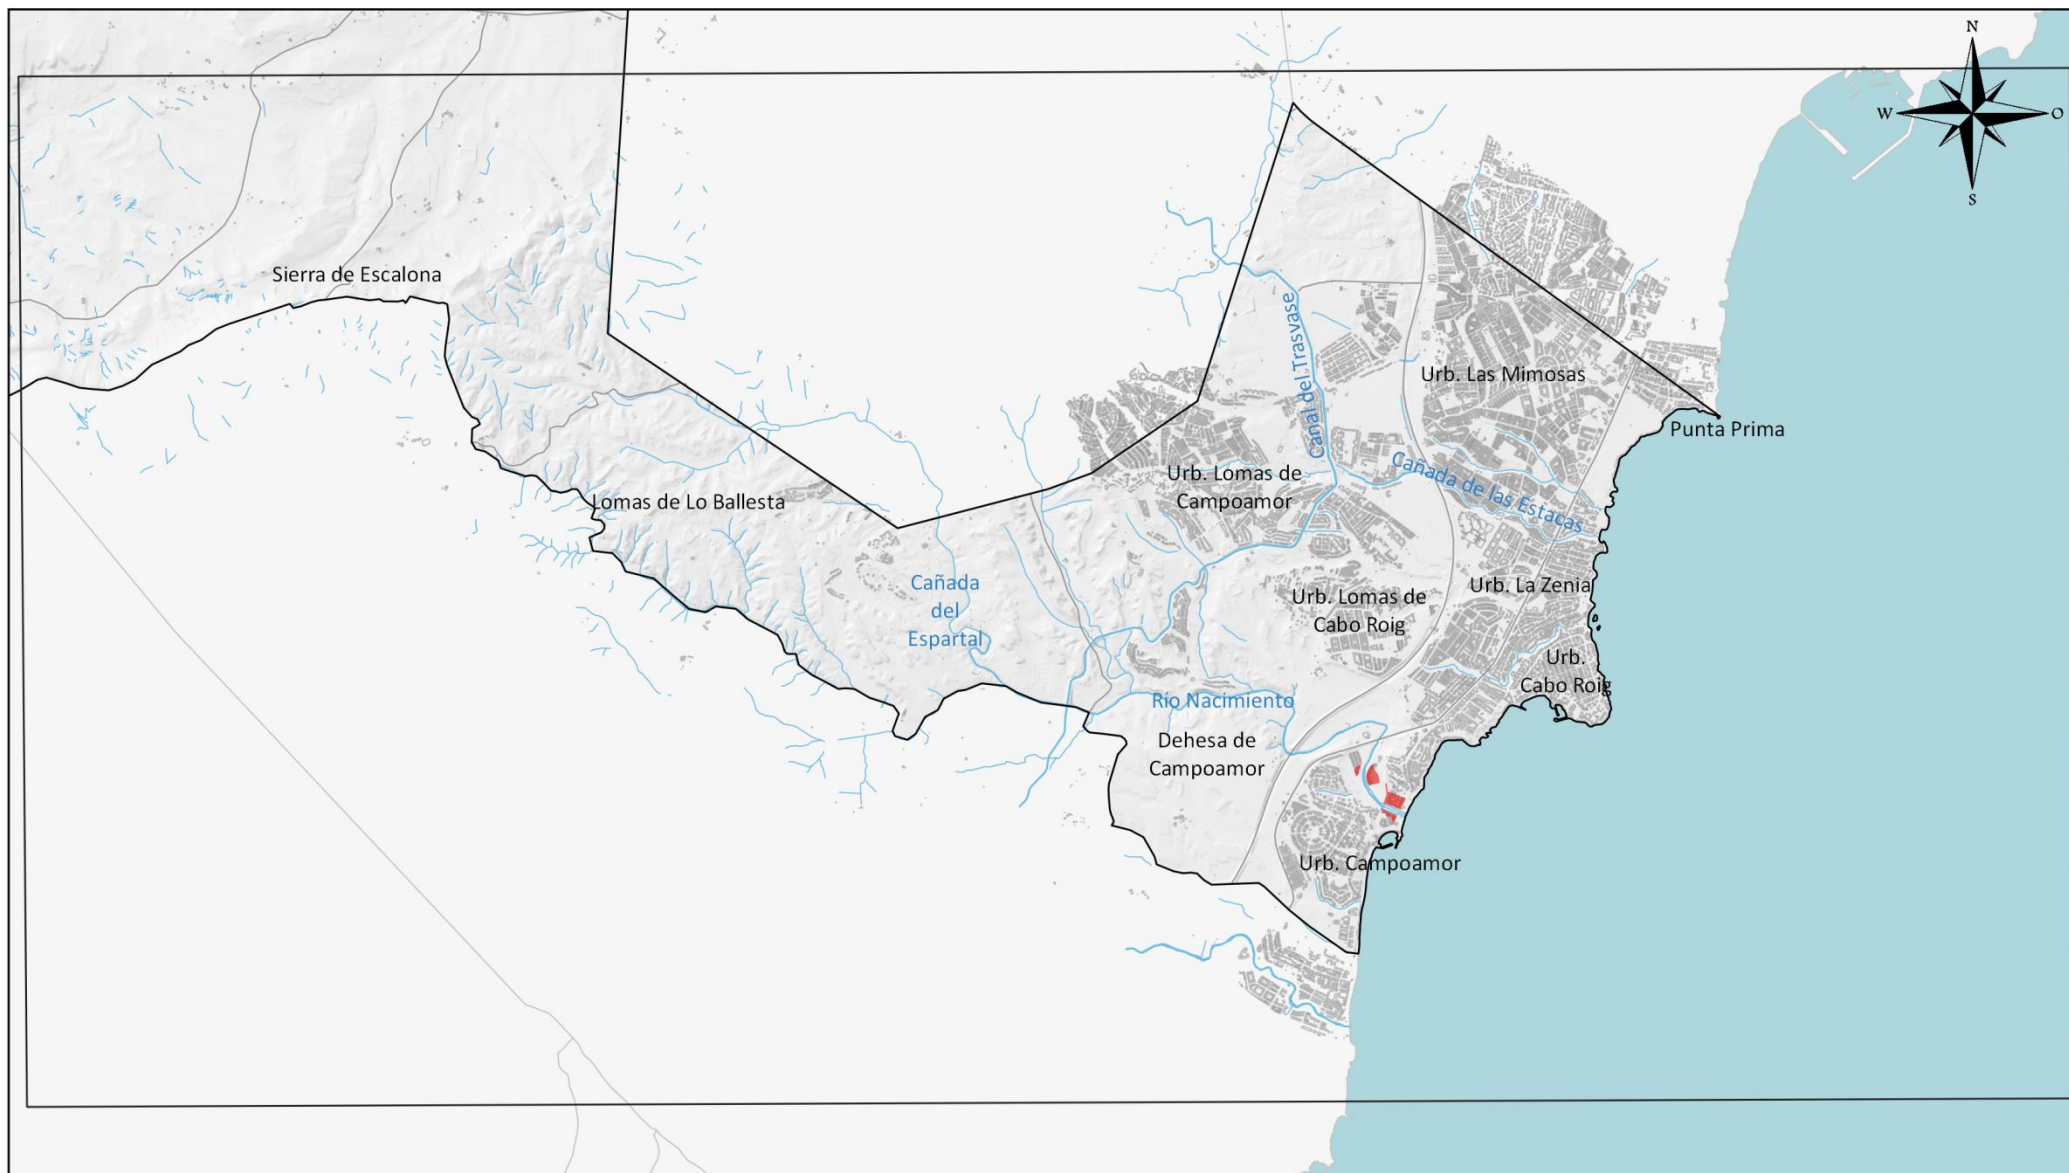 N
W
O
S
Sierra de Escalona
Canal del Trasvase
Urb. Las Mimosas
Punta Prima
Cañada de las Estacas
Urb. Lomas de
Campoamor
Lomas de Lo Ballesta
Cañada
del
Espartal
Urb. La Zenia
Urb. Lomas de
Cabo Roig
Urb.
Cabo Roig
Río Nacimiento
Dehesa de
Campoamor
Urb. Campoamor